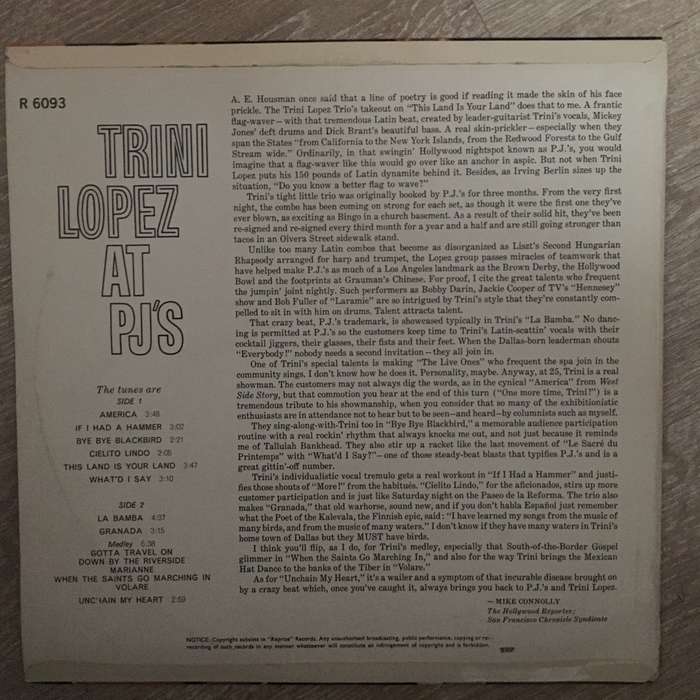 R 6093
TRINI
LOPEZ
AT
PJ'S
The tunes are
SIDE 1
AMERICA 3:48
IF I HAD A HAMMER 3:02
BYE BYE BLACKBIRD 2:21
CIELITO LINDO 2:05
THIS LAND IS YOUR LAND 3:47
WHAT'D I SAY 3:10
SIDE 2
LA BAMBA 4:37
GRANADA 3:15
Medley 6:38
GOTTA TRAVEL ON
DOWN BY THE RIVERSIDE
MARIANNE
WHEN THE SAINTS GO MARCHING IN
VOLARE
UNCHAIN MY HEART 2:59
A. E. Housman once said that a line of poetry is good if reading it made the skin of his face
prickle. The Trini Lopez Trio's takeout on "This Land Is Your Land" does that to me. A frantic
flag-waver – with that tremendous Latin beat, created by leader-guitarist Trini's vocals, Mickey
Jones' deft drums and Dick Brant's beautiful bass. A real skin-prickler – especially when they
span the States "from California to the New York Islands, from the Redwood Forests to the Gulf
Stream wide." Ordinarily, in that swingin' Hollywood nightspot known as P.J.'s, you would
imagine that a flag-waver like this would go over like an anchor in aspic. But not when Trini
Lopez puts his 150 pounds of Latin dynamite behind it. Besides, as Irving Berlin sizes up the
situation, "Do you know a better flag to wave?"
Trini's tight little trio was originally booked by P.J.'s for three months. From the very first
night, the combo has been coming on strong for each set, as though it were the first one they've
ever blown, as exciting as Bingo in a church basement. As a result of their solid hit, they've been
re-signed and re-signed every third month for a year and a half and are still going stronger than
tacos in an Olvera Street sidewalk stand.
Unlike too many Latin combos that become as disorganized as Liszt's Second Hungarian
Rhapsody arranged for harp and trumpet, the Lopez group passes miracles of teamwork that
have helped make P.J.'s as much of a Los Angeles landmark as the Brown Derby, the Hollywood
Bowl and the footprints at Grauman's Chinese. For proof, I cite the great talents who frequent
the jumpin' joint nightly. Such performers as Bobby Darin, Jackie Cooper of TV's "Hennesey"
show and Bob Fuller of "Laramie" are so intrigued by Trini's style that they're constantly com-
pelled to sit in with him on drums. Talent attracts talent.
That crazy beat, P.J.'s trademark, is showcased typically in Trini's "La Bamba." No danc-
ing is permitted at P.J.'s so the customers keep time to Trini's Latin-scattin' vocals with their
cocktail jiggers, their glasses, their fists and their feet. When the Dallas-born leaderman shouts
"Everybody!" nobody needs a second invitation – they all join in.
One of Trini's special talents is making "The Live Ones" who frequent the spa join in the
community sings. I don't know how he does it. Personality, maybe. Anyway, at 25, Trini is a real
showman. The customers may not always dig the words, as in the cynical "America" from West
Side Story, but that commotion you hear at the end of this turn ("One more time, Trini!") is a
tremendous tribute to his showmanship, when you consider that so many of the exhibitionistic
enthusiasts are in attendance not to hear but to be seen – and heard – by columnists such as myself.
They sing-along-with-Trini too in "Bye Bye Blackbird," a memorable audience participation
routine with a real rockin' rhythm that always knocks me out, and not just because it reminds
me of Tallulah Bankhead. They also stir up a racket like the last movement of "Le Sacré du
Printemps" with "What'd I Say?" – one of those steady-beat blasts that typifies P.J.'s and is a
great gittin'-off number.
Trini's individualistic vocal tremulo gets a real workout in "If I Had a Hammer" and justi-
fies those shouts of "More!" from the habitués. "Cielito Lindo," for the aficionados, stirs up more
customer participation and is just like Saturday night on the Paseo de la Reforma. The trio also
makes "Granada," that old warhorse, sound new, and if you don't habla Español just remember
what the Poet of the Kalevala, the Finnish epic, said: "I have learned my songs from the music of
many birds, and from the music of many waters." I don't know if they have many waters in Trini's
home town of Dallas but they MUST have birds.
I think you'll flip, as I do, for Trini's medley, especially that South-of-the-Border Gospel
glimmer in "When the Saints Go Marching In," and also for the way Trini brings the Mexican
Hat Dance to the banks of the Tiber in "Volare."
As for "Unchain My Heart," it's a wailer and a symptom of that incurable disease brought on
by a crazy beat which, once you've caught it, always brings you back to P.J.'s and Trini Lopez.
– MIKE CONNOLLY
The Hollywood Reporter;
San Francisco Chronicle Syndicate
NOTICE: Copyright subsists in "Reprise" Records. Any unauthorised broadcasting, public performance, copying or re-
recording of such records in any manner whatsoever will constitute an infringement of copyright and is forbidden.